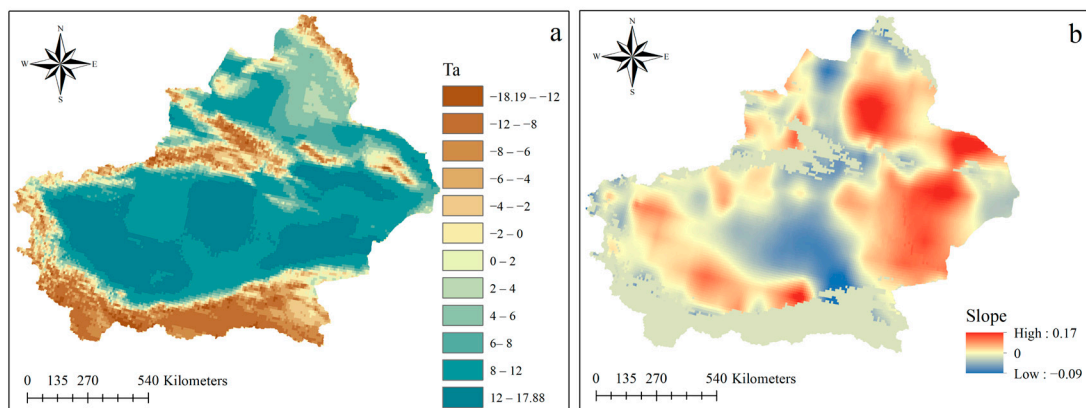 a
N
W E
S
Ta
−18.19 – −12
−12 – −8
−8 – −6
−6 – −4
−4 – −2
−2 – 0
0 – 2
2 – 4
4 – 6
6 – 8
8 – 12
12 – 17.88
0 135 270 540 Kilometers
b
N
W E
S
Slope
High : 0.17
0
Low : −0.09
0 135 270 540 Kilometers